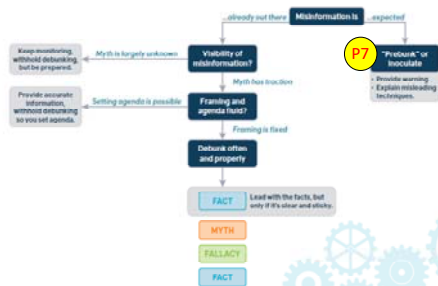 ...already out there
Misinformation is
...expected
Keep monitoring,
withhold debunking,
but be prepared.
Myth is largely unknown
Visibility of
misinformation?
P7
"Prebunk" or
inoculate
• Provide warning
• Explain misleading
techniques.
Myth has traction
Provide accurate
information,
withhold debunking
so you set agenda.
Setting agenda is possible
Framing and
agenda fluid?
Framing is fixed
Debunk often
and properly
FACT
Lead with the facts, but
only if it's clear and sticky.
MYTH
FALLACY
FACT